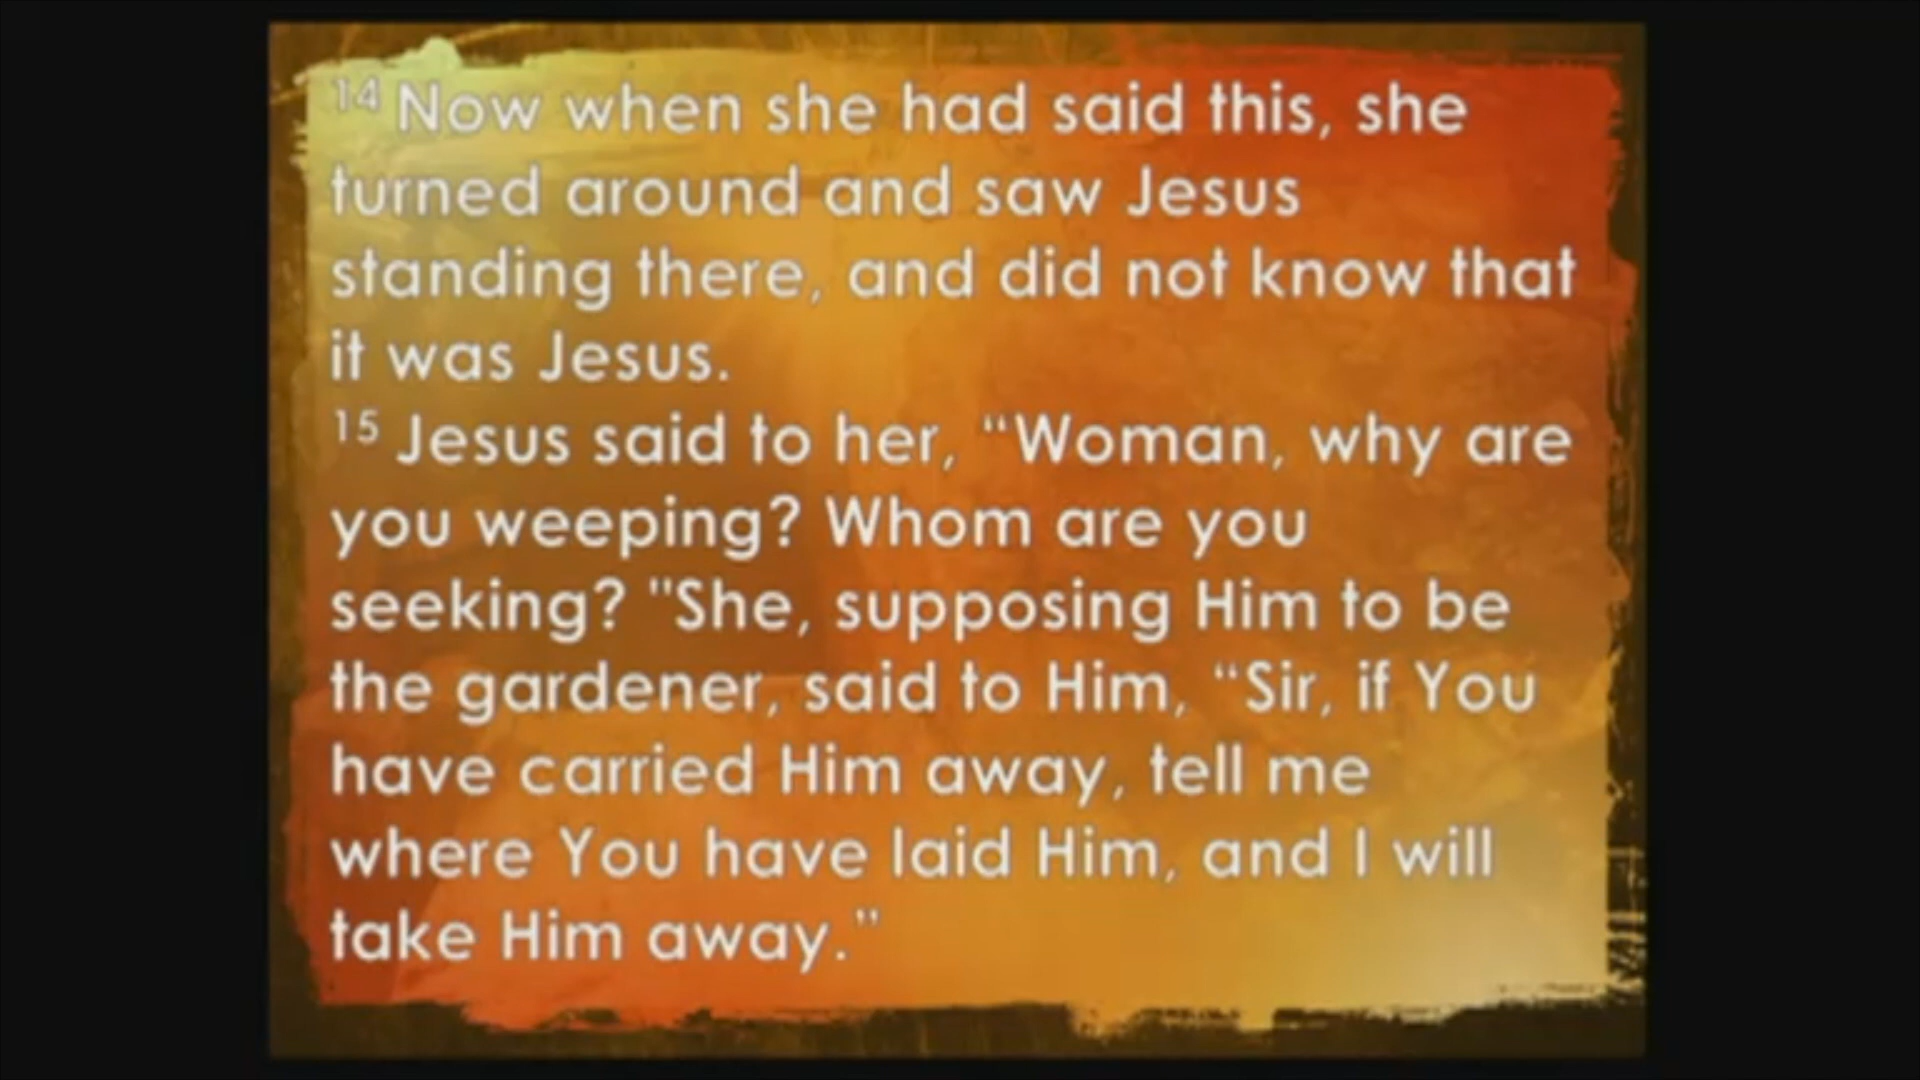 14 Now when she had said this, she
turned around and saw Jesus
standing there, and did not know that
it was Jesus.
15 Jesus said to her, “Woman, why are
you weeping? Whom are you
seeking? "She, supposing Him to be
the gardener, said to Him, “Sir, if You
have carried Him away, tell me
where You have laid Him, and I will
take Him away.”